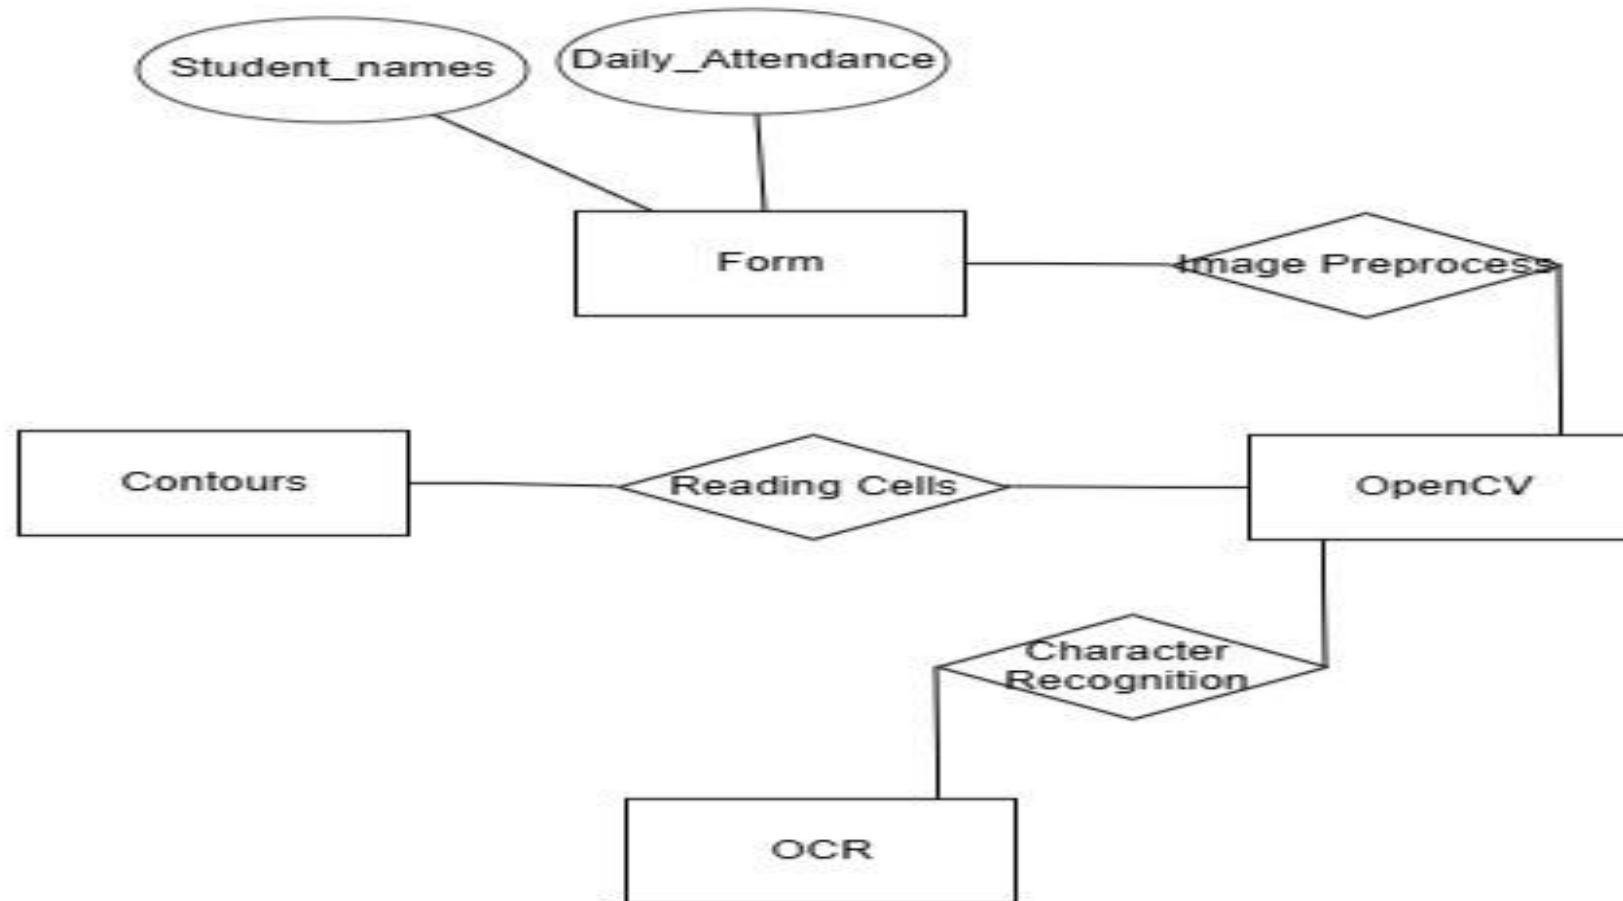 Student_names
Daily_Attendance
Form
Image Preprocess
Contours
Reading Cells
OpenCV
Character
Recognition
OCR